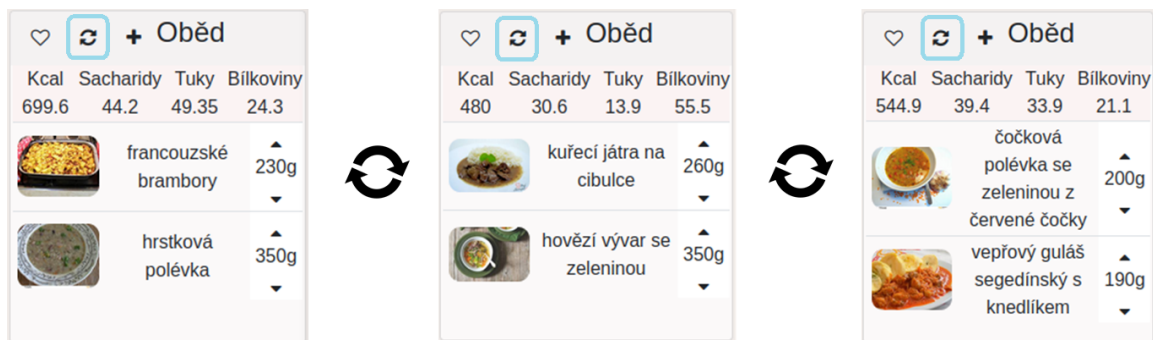 Oběd
Kcal Sacharidy Tuky Bílkoviny
699.6 44.2 49.35 24.3
francouzské
brambory
230g
hrstková
polévka
350g
Oběd
Kcal Sacharidy Tuky Bílkoviny
480 30.6 13.9 55.5
kuřecí játra na
cibulce
260g
hovězí vývar se
zeleninou
350g
Oběd
Kcal Sacharidy Tuky Bílkoviny
544.9 39.4 33.9 21.1
čočková
polévka se
zeleninou z
červené čočky
200g
vepřový guláš
segedínský s
knedlíkem
190g